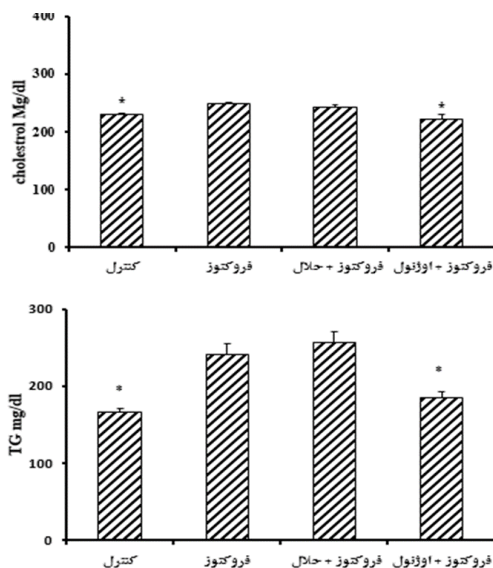 400
300
200
100
0
cholestrol Mg/dl
*
*
کنترل
فروکتوز
فروکتوز + حلال
فروکتوز + اوژنول
300
200
100
0
TG mg/dl
*
*
کنترل
فروکتوز
فروکتوز + حلال
فروکتوز + اوژنول